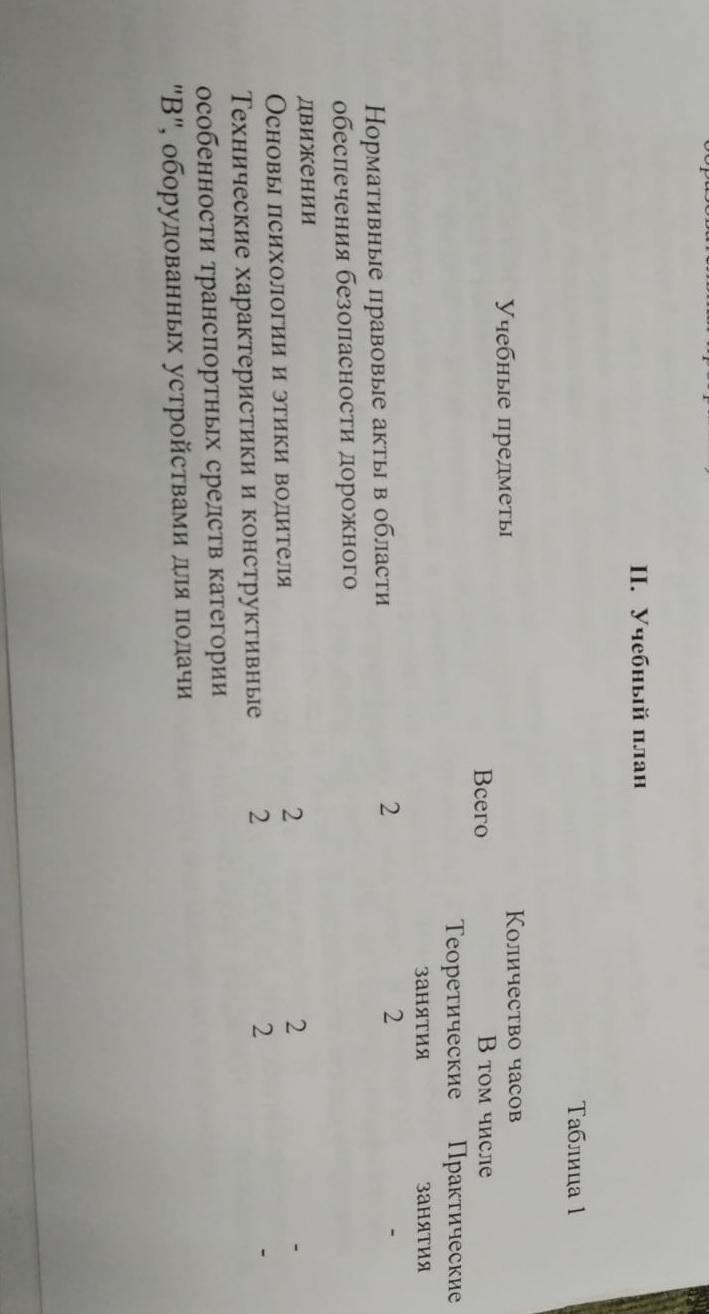 II. Учебный план
Таблица 1
Количество часов
Учебные предметы
Всего
В том числе
Теоретические Практические
занятия занятия
Нормативные правовые акты в области 2 2 -
обеспечения безопасности дорожного
движении
Основы психологии и этики водителя 2 2 -
Технические характеристики и конструктивные 2 2 -
особенности транспортных средств категории
"В", оборудованных устройствами для подачи